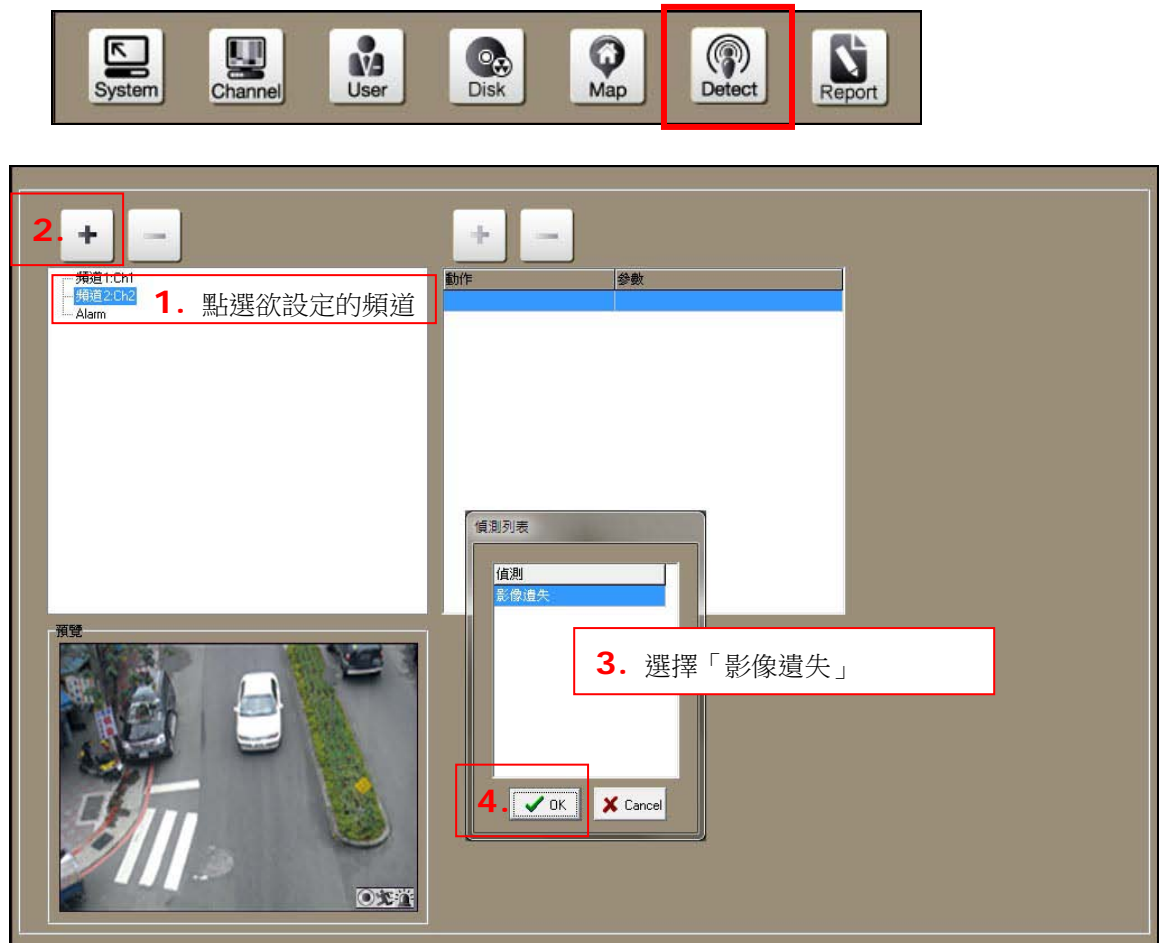 System Channel User Disk Map Detect Report
2. + − + −
頻道1:Ch1
頻道2:Ch2
Alarm
1. 點選欲設定的頻道
動作 參數
偵測列表
偵測
影像遺失
3. 選擇「影像遺失」
4. OK Cancel
預覽